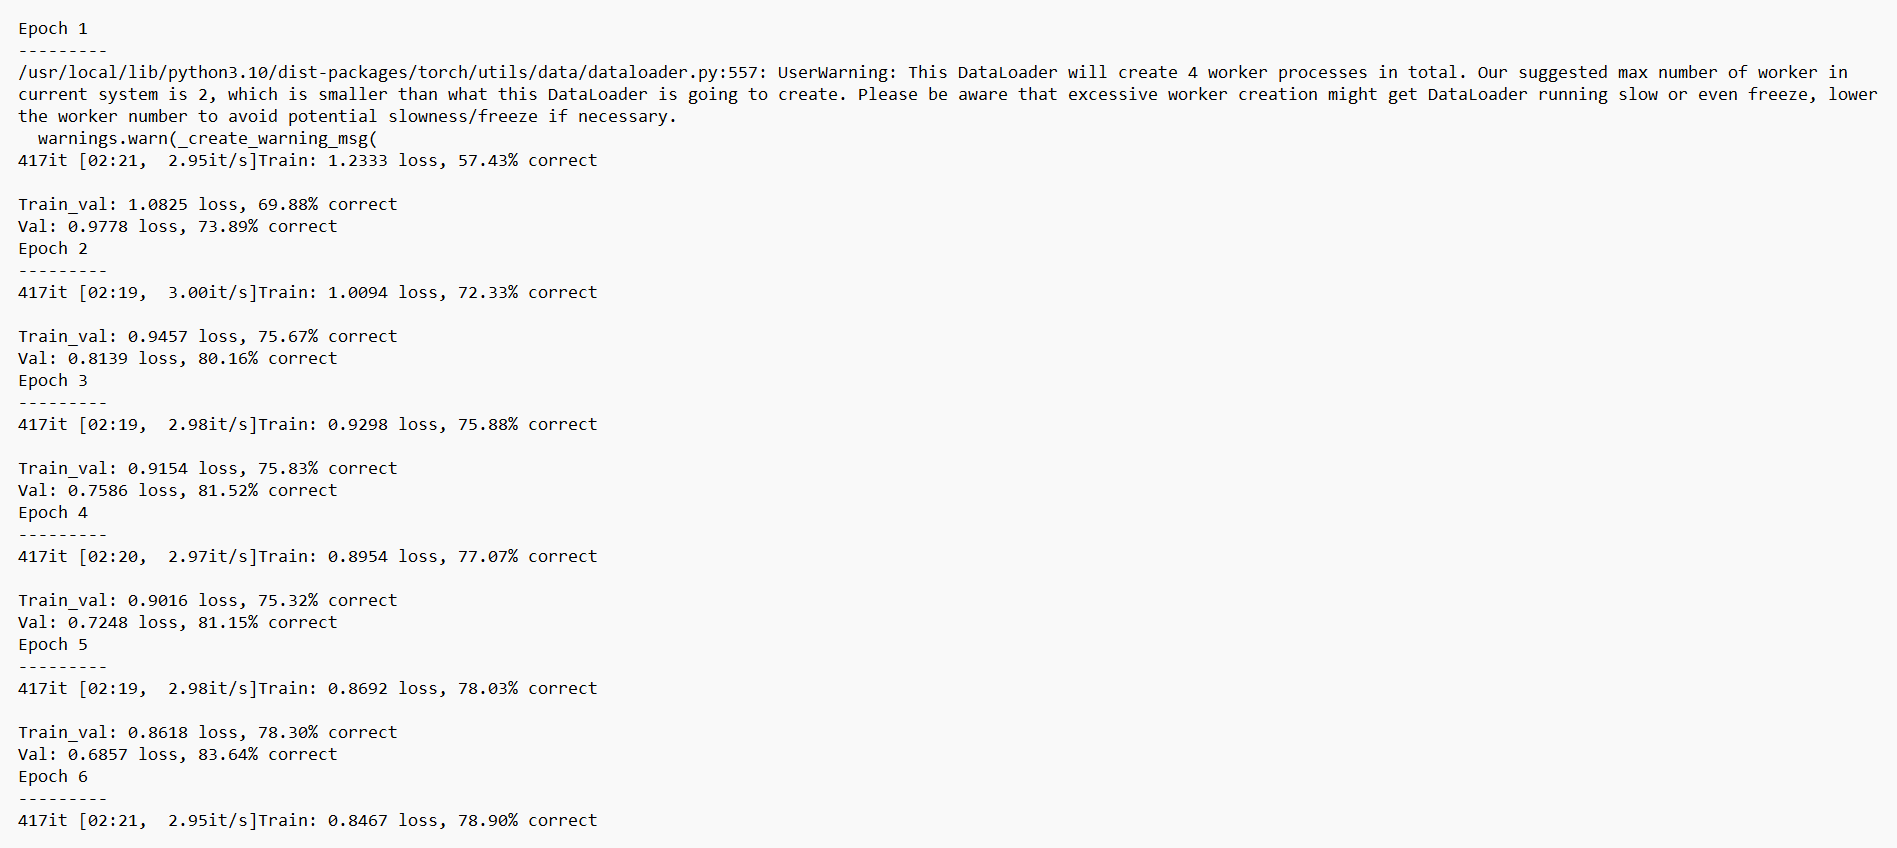 Epoch 1
---------
/usr/local/lib/python3.10/dist-packages/torch/utils/data/dataloader.py:557: UserWarning: This DataLoader will create 4 worker processes in total. Our suggested max number of worker in
current system is 2, which is smaller than what this DataLoader is going to create. Please be aware that excessive worker creation might get DataLoader running slow or even freeze, lower
the worker number to avoid potential slowness/freeze if necessary.
  warnings.warn(_create_warning_msg(
417it [02:21,  2.95it/s]Train: 1.2333 loss, 57.43% correct

Train_val: 1.0825 loss, 69.88% correct
Val: 0.9778 loss, 73.89% correct
Epoch 2
---------
417it [02:19,  3.00it/s]Train: 1.0094 loss, 72.33% correct

Train_val: 0.9457 loss, 75.67% correct
Val: 0.8139 loss, 80.16% correct
Epoch 3
---------
417it [02:19,  2.98it/s]Train: 0.9298 loss, 75.88% correct

Train_val: 0.9154 loss, 75.83% correct
Val: 0.7586 loss, 81.52% correct
Epoch 4
---------
417it [02:20,  2.97it/s]Train: 0.8954 loss, 77.07% correct

Train_val: 0.9016 loss, 75.32% correct
Val: 0.7248 loss, 81.15% correct
Epoch 5
---------
417it [02:19,  2.98it/s]Train: 0.8692 loss, 78.03% correct

Train_val: 0.8618 loss, 78.30% correct
Val: 0.6857 loss, 83.64% correct
Epoch 6
---------
417it [02:21,  2.95it/s]Train: 0.8467 loss, 78.90% correct